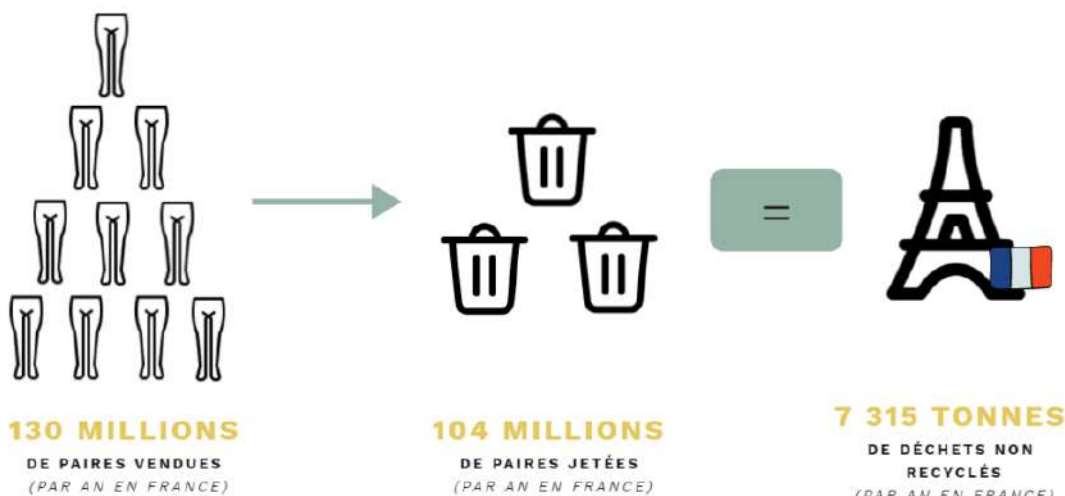 =
130 MILLIONS
DE PAIRES VENDUES
(PAR AN EN FRANCE)
104 MILLIONS
DE PAIRES JETÉES
(PAR AN EN FRANCE)
7 315 TONNES
DE DÉCHETS NON
RECYCLÉS
(PAR AN EN FRANCE)